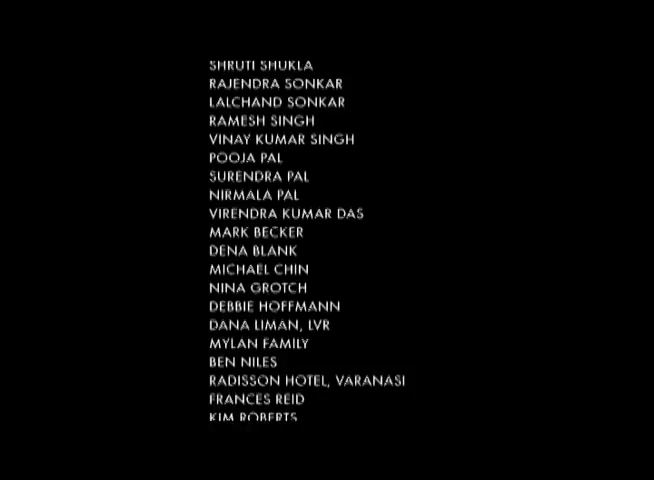 SHRUTI SHUKLA
RAJENDRA SONKAR
LALCHAND SONKAR
RAMESH SINGH
VINAY KUMAR SINGH
POOJA PAL
SURENDRA PAL
NIRMALA PAL
VIRENDRA KUMAR DAS
MARK BECKER
DENA BLANK
MICHAEL CHIN
NINA GROTCH
DEBBIE HOFFMANN
DANA LIMAN, LVR
MYLAN FAMILY
BEN NILES
RADISSON HOTEL, VARANASI
FRANCES REID
KIM ROBERTS